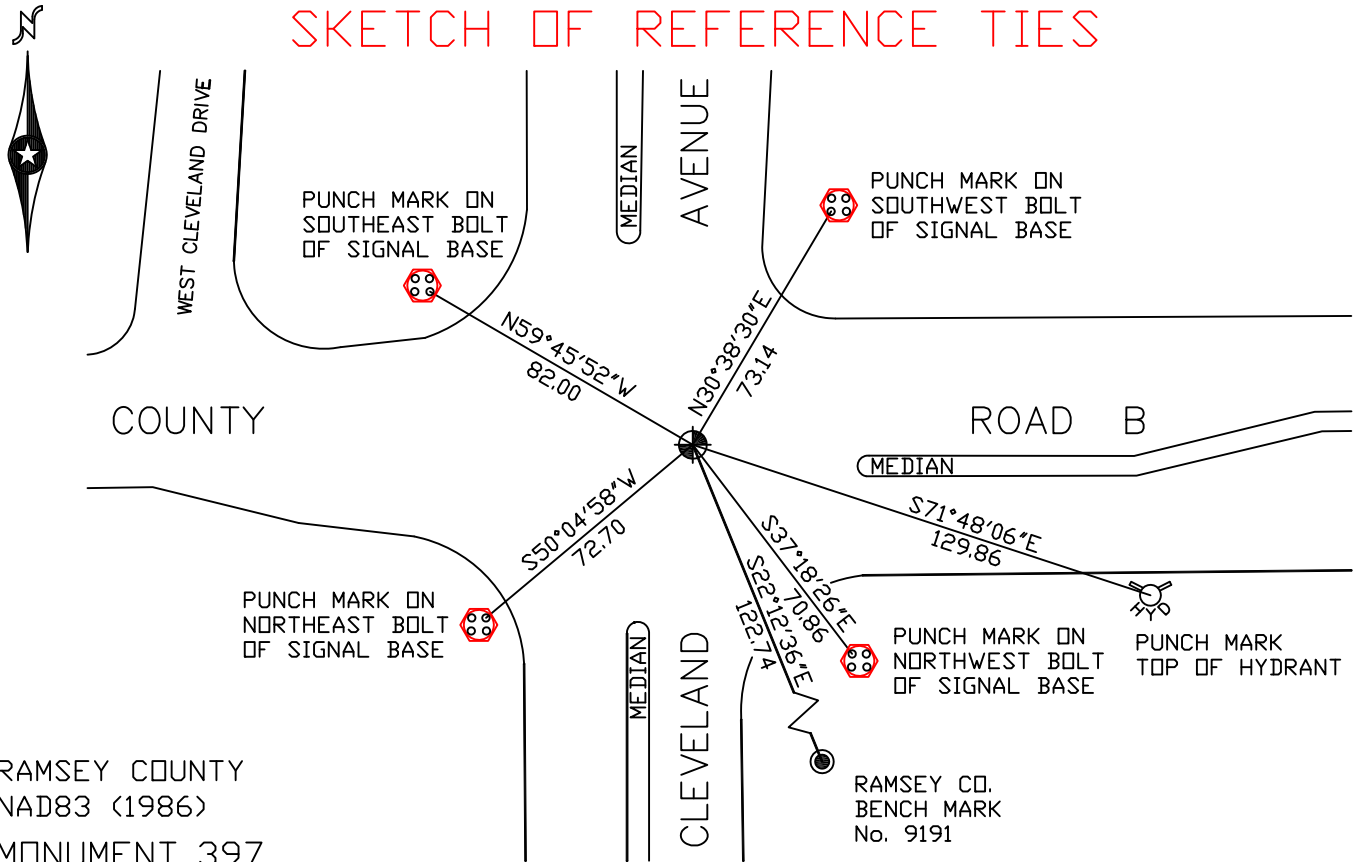 N
SKETCH OF REFERENCE TIES
WEST CLEVELAND DRIVE
MEDIAN
AVENUE
PUNCH MARK ON
SOUTHEAST BOLT
OF SIGNAL BASE
PUNCH MARK ON
SOUTHWEST BOLT
OF SIGNAL BASE
N59°45'52"W
82.00
N30°38'30"E
73.14
COUNTY
ROAD B
MEDIAN
S50°04'58"W
72.70
S71°48'06"E
129.86
S37°18'26"E
70.86
S22°12'36"E
122.74
HYD
PUNCH MARK
TOP OF HYDRANT
PUNCH MARK ON
NORTHEAST BOLT
OF SIGNAL BASE
PUNCH MARK ON
NORTHWEST BOLT
OF SIGNAL BASE
MEDIAN
CLEVELAND
RAMSEY CO.
BENCH MARK
No. 9191
RAMSEY COUNTY
NAD83 (1986)
MONUMENT 397